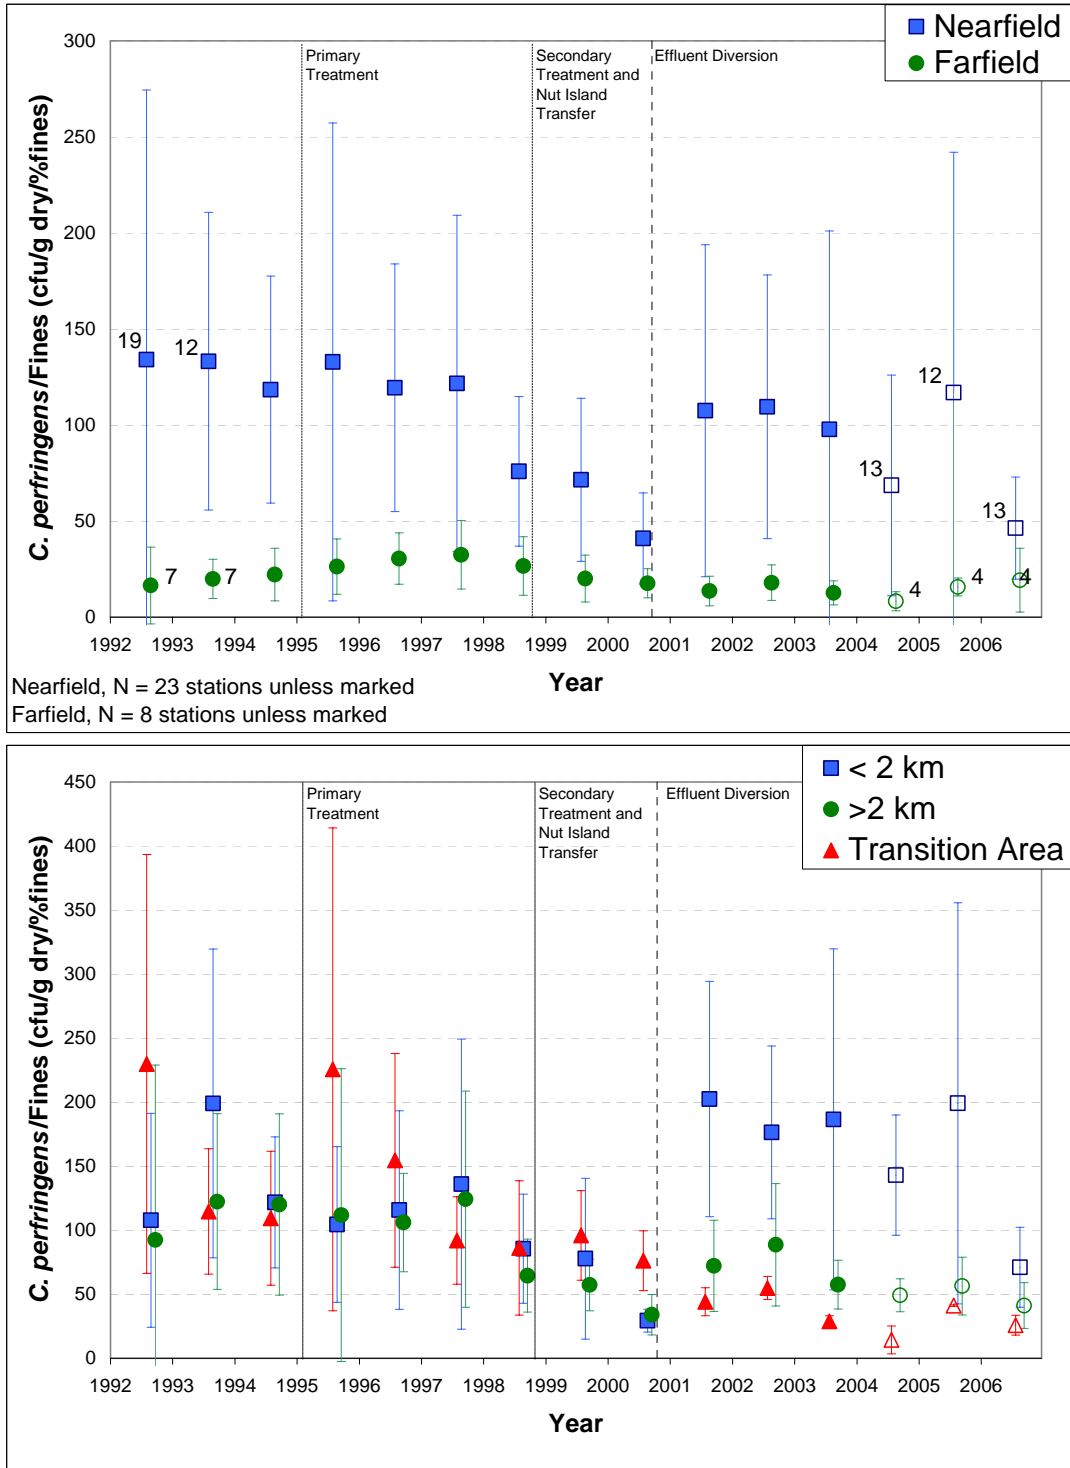 Nearfield
Farfield
Primary
Treatment
Secondary
Treatment and
Nut Island
Transfer
Effluent Diversion
C. perfringens/Fines (cfu/g dry/%fines)
300
250
200
150
100
50
0
19
12
7
7
13
12
13
4
4
4
1992 1993 1994 1995 1996 1997 1998 1999 2000 2001 2002 2003 2004 2005 2006
Year
Nearfield, N = 23 stations unless marked
Farfield, N = 8 stations unless marked
< 2 km
>2 km
Transition Area
Primary
Treatment
Secondary
Treatment and
Nut Island
Transfer
Effluent Diversion
C. perfringens/Fines (cfu/g dry/%fines)
450
400
350
300
250
200
150
100
50
0
1992 1993 1994 1995 1996 1997 1998 1999 2000 2001 2002 2003 2004 2005 2006
Year